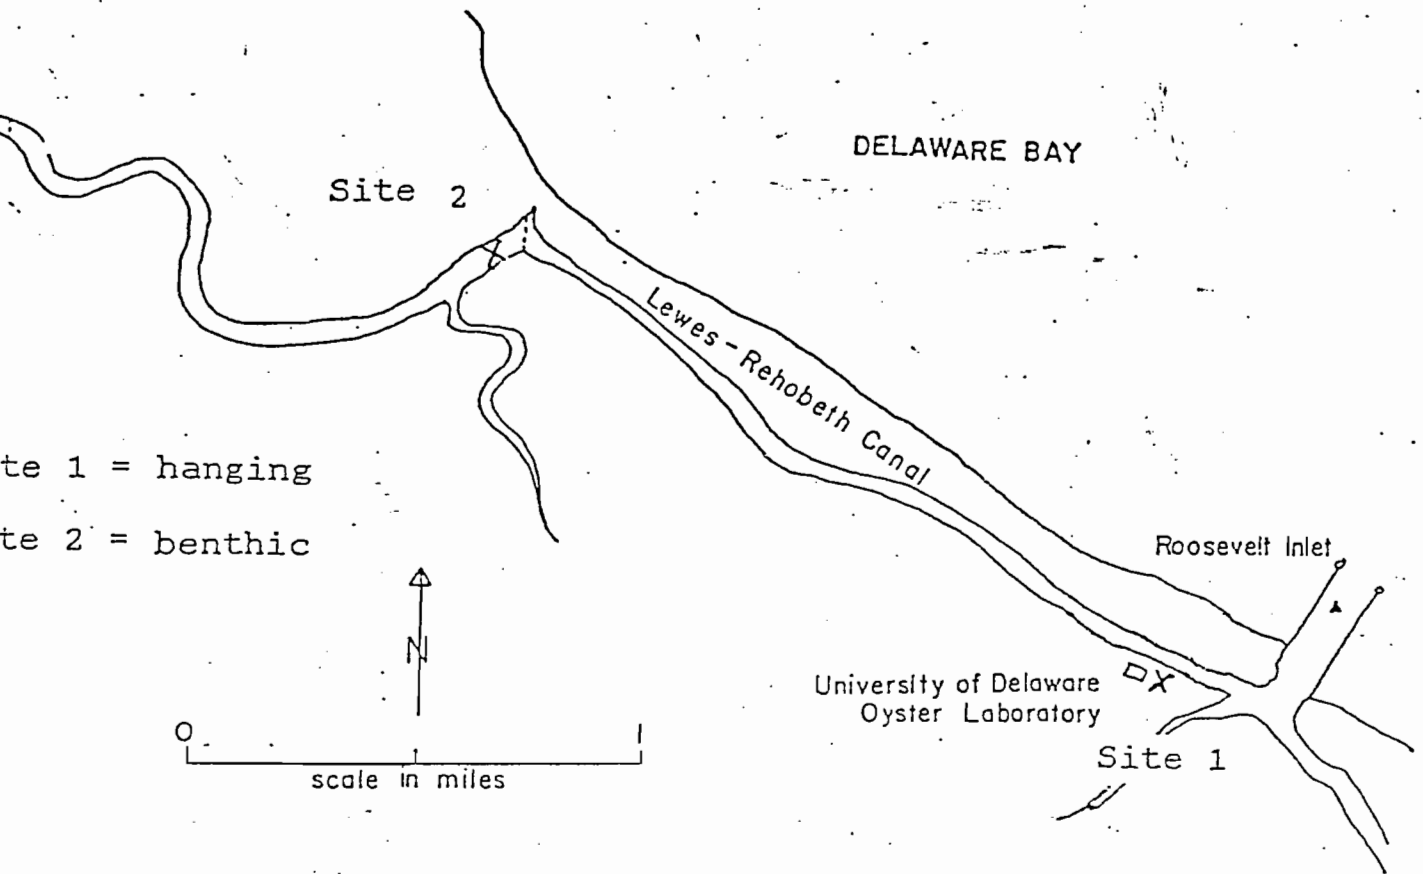 DELAWARE BAY
Site 2
Lewes-Rehobeth Canal
te 1 = hanging
te 2 = benthic
Roosevelt Inlet
N
University of Delaware
Oyster Laboratory
X
Site 1
0 1
scale in miles